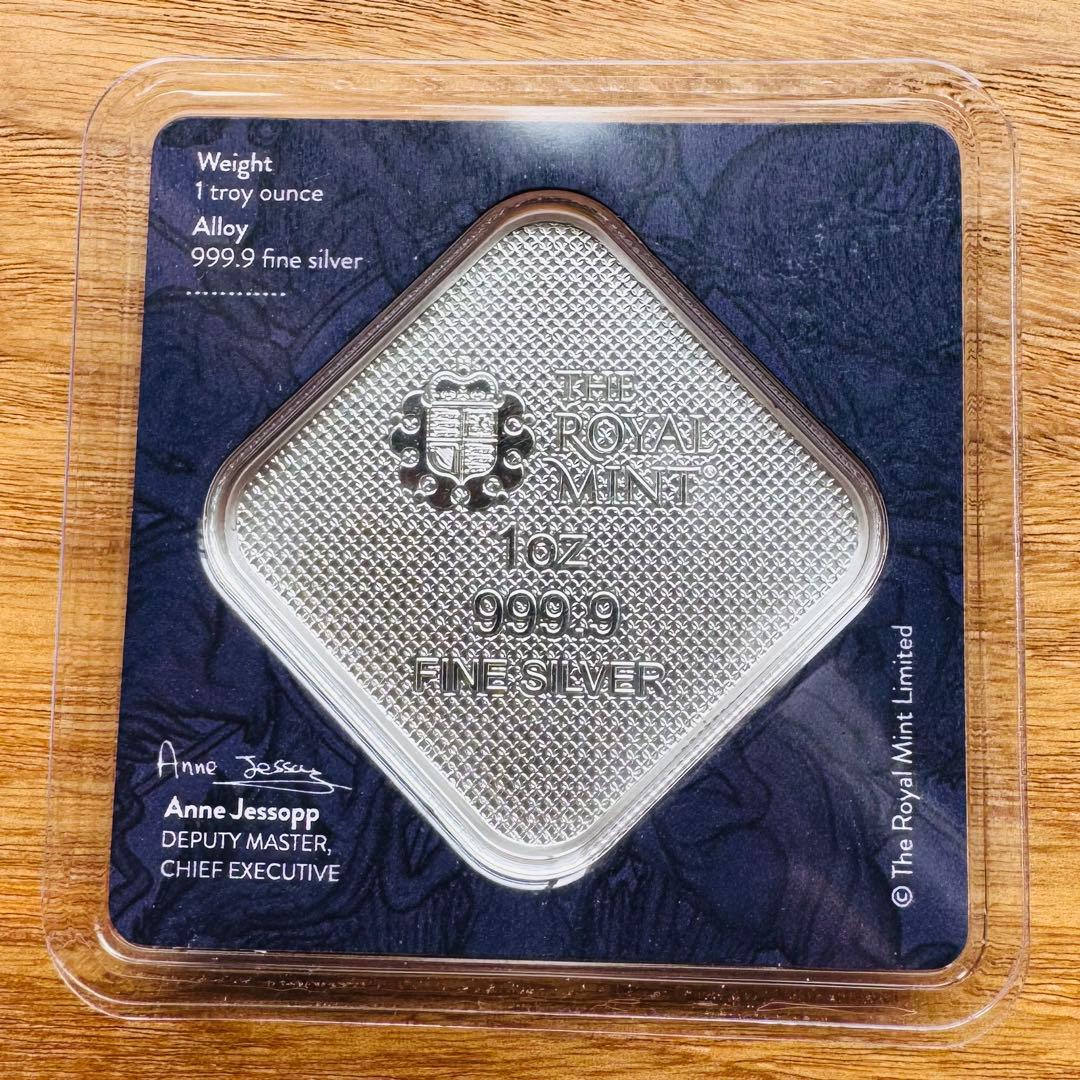 Weight
1 troy ounce
Alloy
999.9 fine silver
THE
ROYAL
MINT®
1oz
999.9
FINE SILVER
Anne Jessopp
Anne Jessopp
DEPUTY MASTER,
CHIEF EXECUTIVE
© The Royal Mint Limited